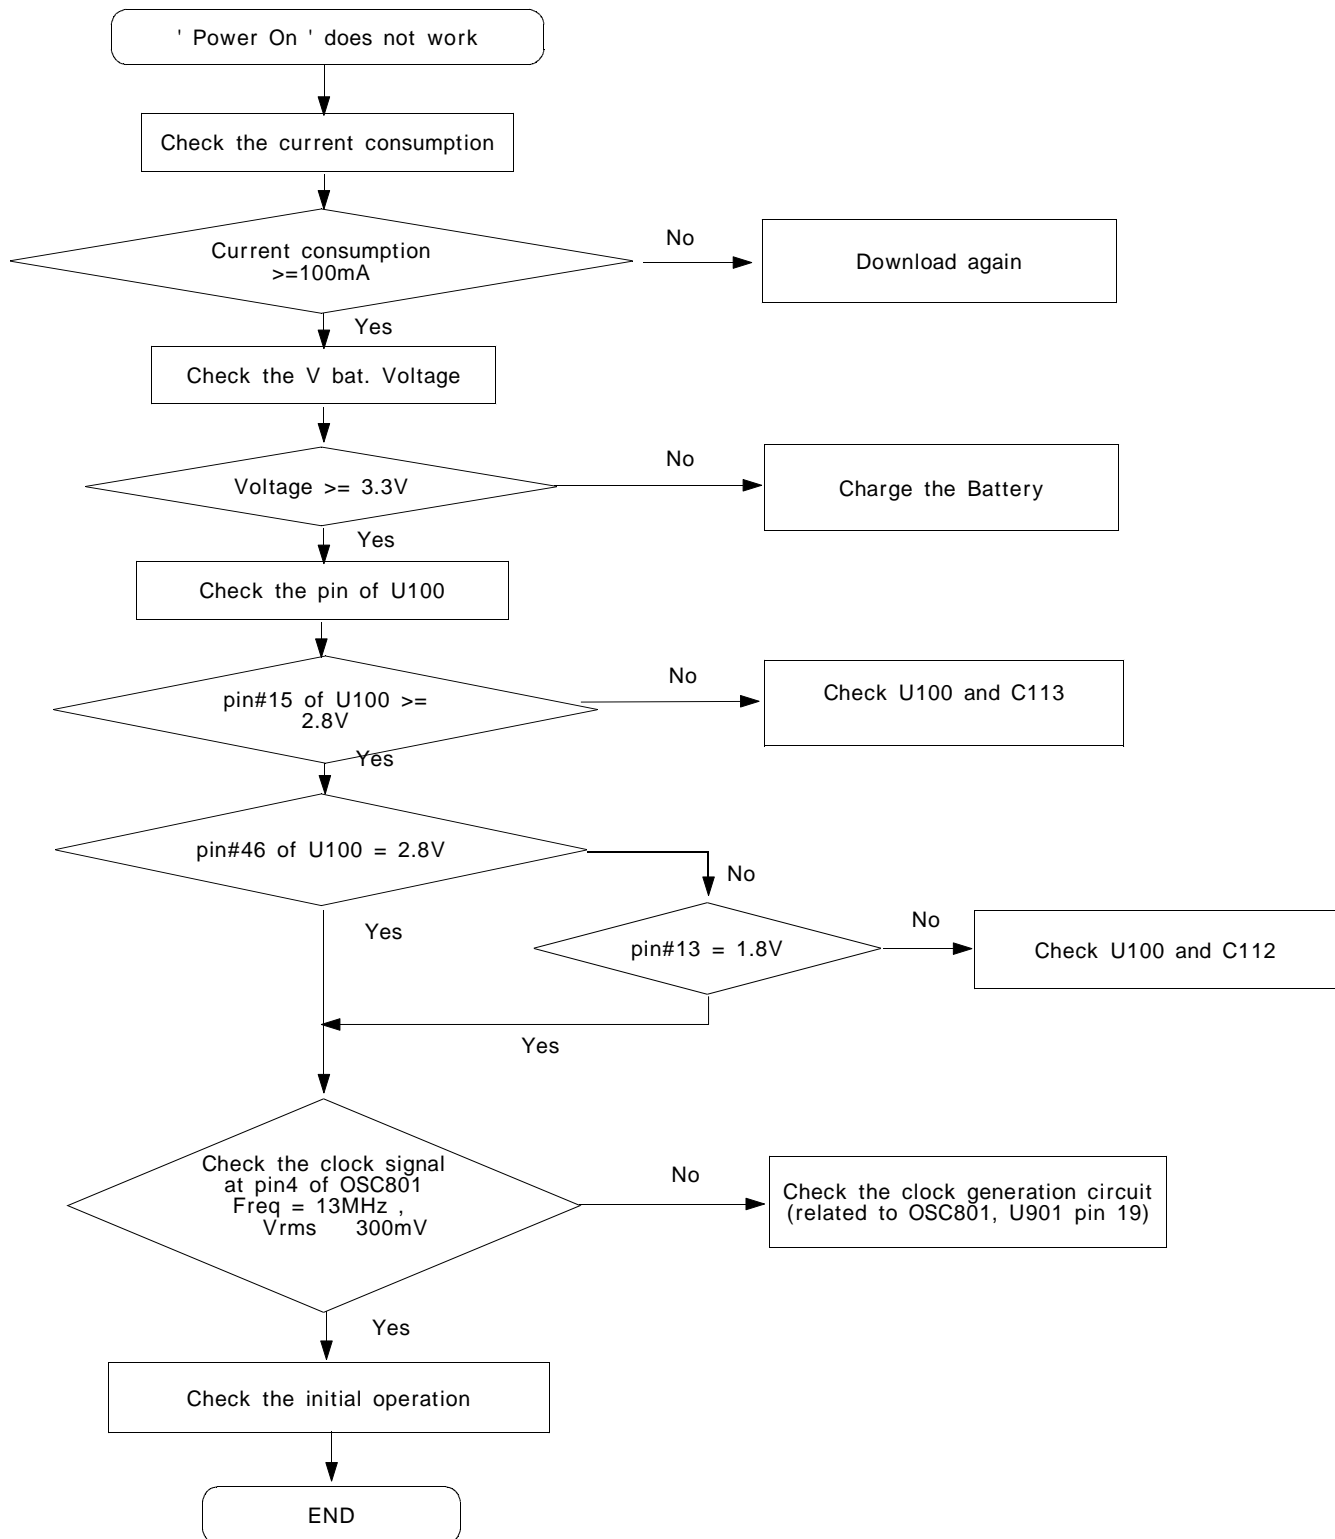 ' Power On ' does not work
Check the current consumption
Current consumption
>=100mA
No
Download again
Yes
Check the V bat. Voltage
Voltage >= 3.3V
No
Charge the Battery
Yes
Check the pin of U100
pin#15 of U100 >=
2.8V
No
Check U100 and C113
Yes
pin#46 of U100 = 2.8V
No
Yes
pin#13 = 1.8V
No
Check U100 and C112
Yes
Check the clock signal
at pin4 of OSC801
Freq = 13MHz ,
Vrms 300mV
No
Check the clock generation circuit
(related to OSC801, U901 pin 19)
Yes
Check the initial operation
END